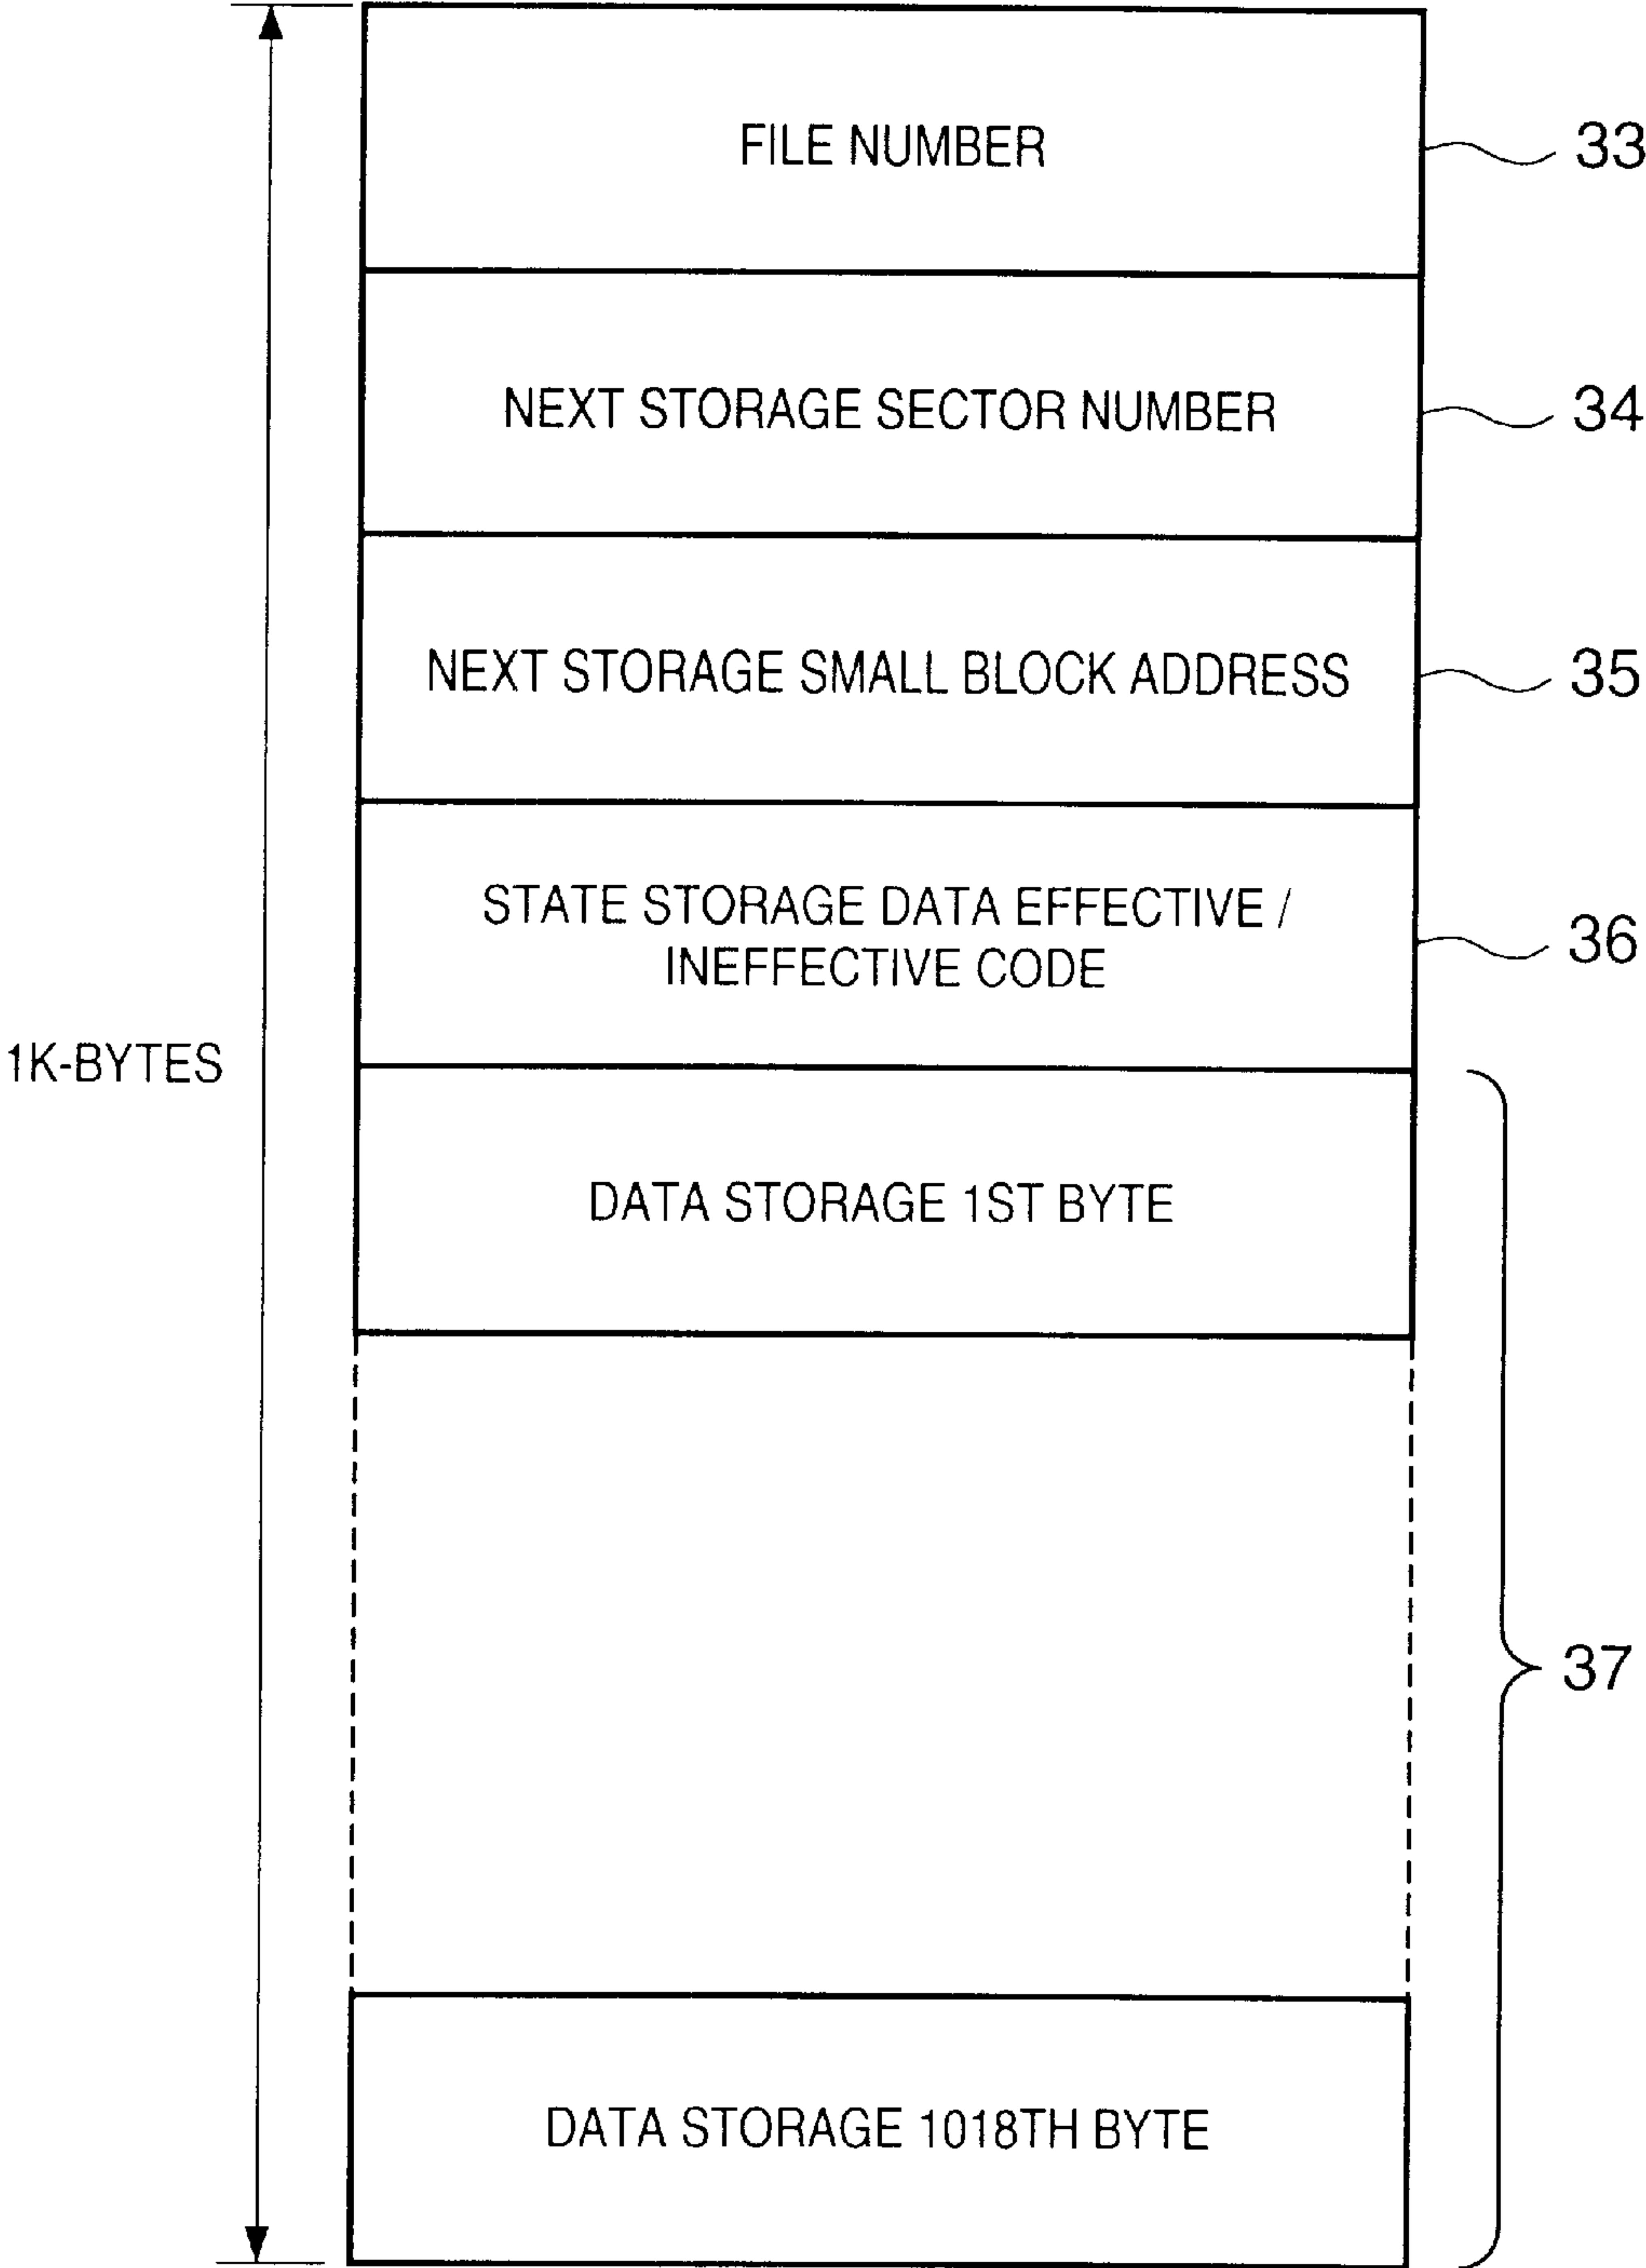 FILE NUMBER
33
NEXT STORAGE SECTOR NUMBER
34
NEXT STORAGE SMALL BLOCK ADDRESS
35
STATE STORAGE DATA EFFECTIVE /
INEFFECTIVE CODE
36
1K-BYTES
DATA STORAGE 1ST BYTE
37
DATA STORAGE 1018TH BYTE